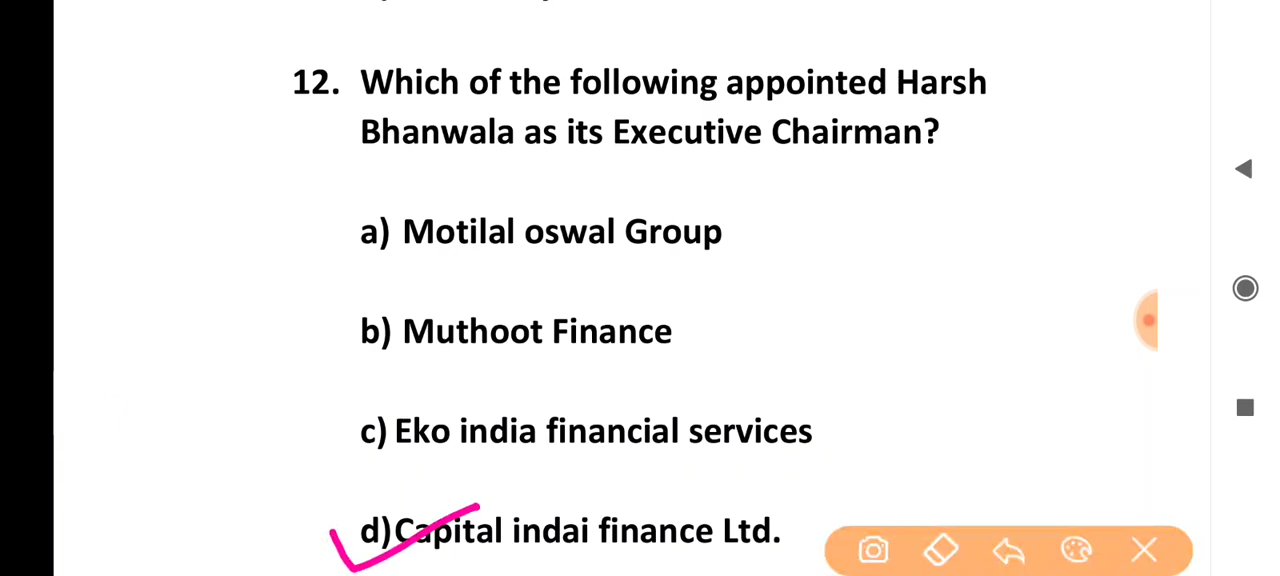 12. Which of the following appointed Harsh
Bhanwala as its Executive Chairman?
a) Motilal oswal Group
b) Muthoot Finance
c) Eko india financial services
d)Capital indai finance Ltd.